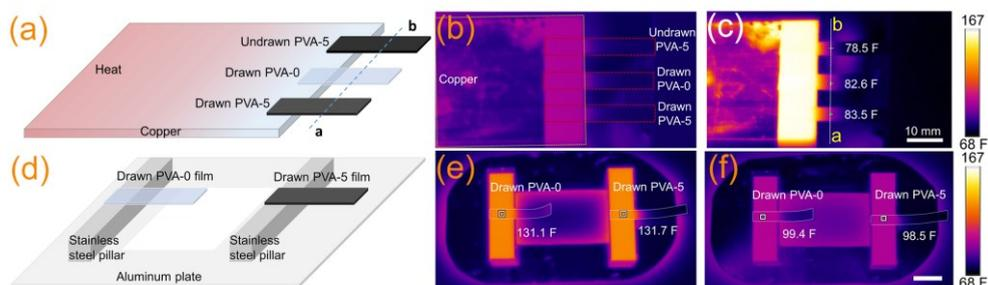 (a)
b
Undrawn PVA-5
Heat
Drawn PVA-0
Drawn PVA-5
a
Copper
(b)
Undrawn
PVA-5
Copper
Drawn
PVA-0
Drawn
PVA-5
(c)
b
78.5 F
82.6 F
83.5 F
a
10 mm
167
68 F
(d)
Drawn PVA-0 film
Drawn PVA-5 film
Stainless
steel pillar
Stainless
steel pillar
Aluminum plate
(e)
Drawn PVA-0
Drawn PVA-5
131.1 F
131.7 F
(f)
Drawn PVA-0
Drawn PVA-5
99.4 F
98.5 F
167
68 F